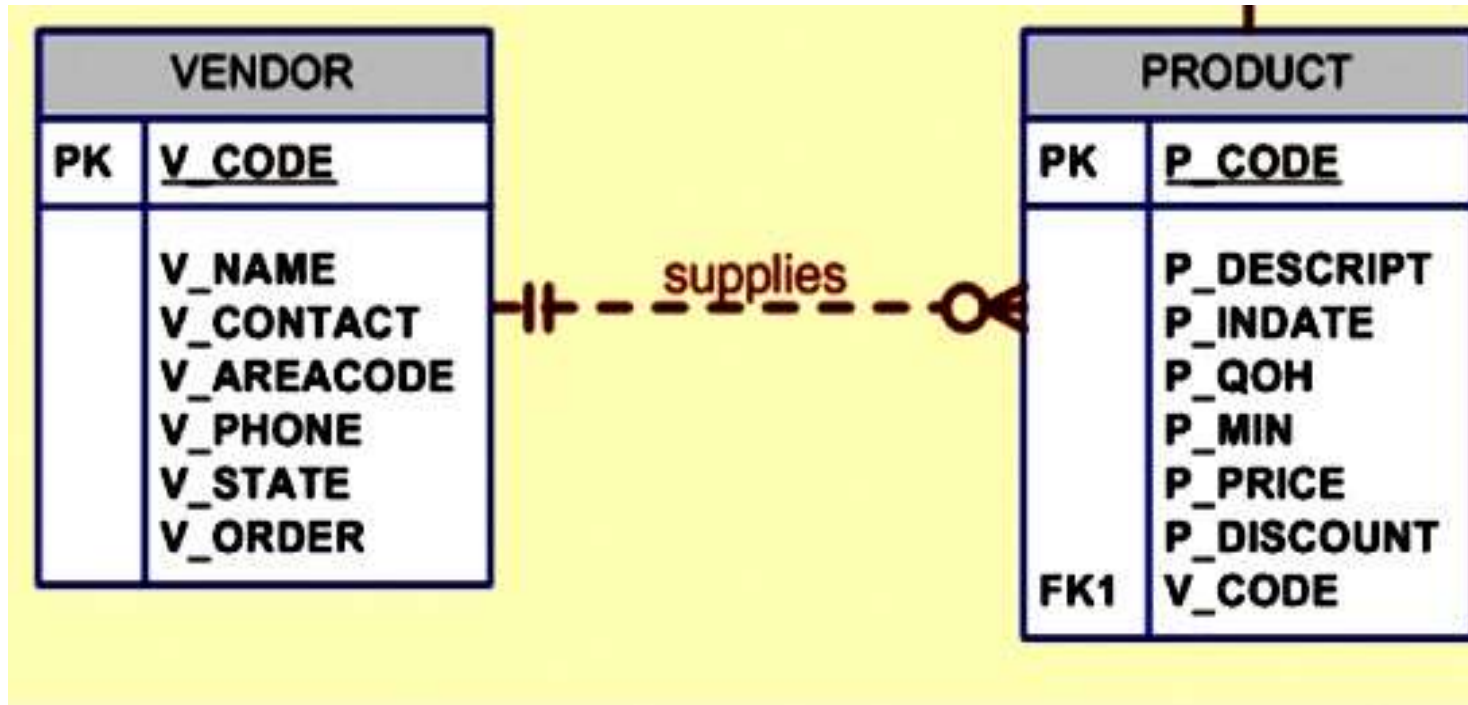 VENDOR
PK V_CODE
V_NAME
V_CONTACT
V_AREACODE
V_PHONE
V_STATE
V_ORDER
supplies
PRODUCT
PK P_CODE
P_DESCRIPT
P_INDATE
P_QOH
P_MIN
P_PRICE
P_DISCOUNT
FK1 V_CODE